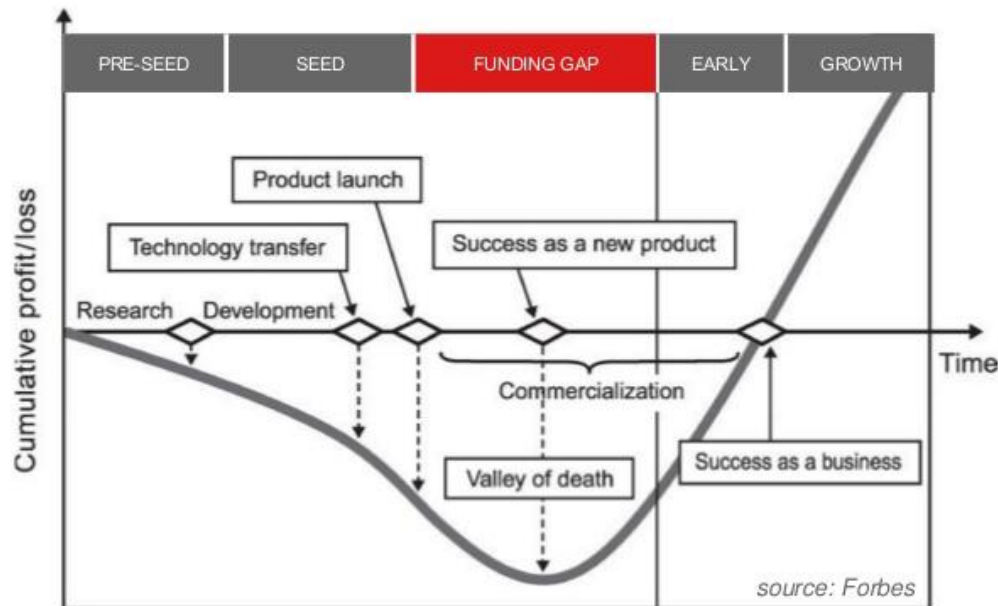 PRE-SEED
SEED
FUNDING GAP
EARLY
GROWTH
Cumulative profit/loss
Product launch
Technology transfer
Success as a new product
Research
Development
Time
Commercialization
Valley of death
Success as a business
source: Forbes